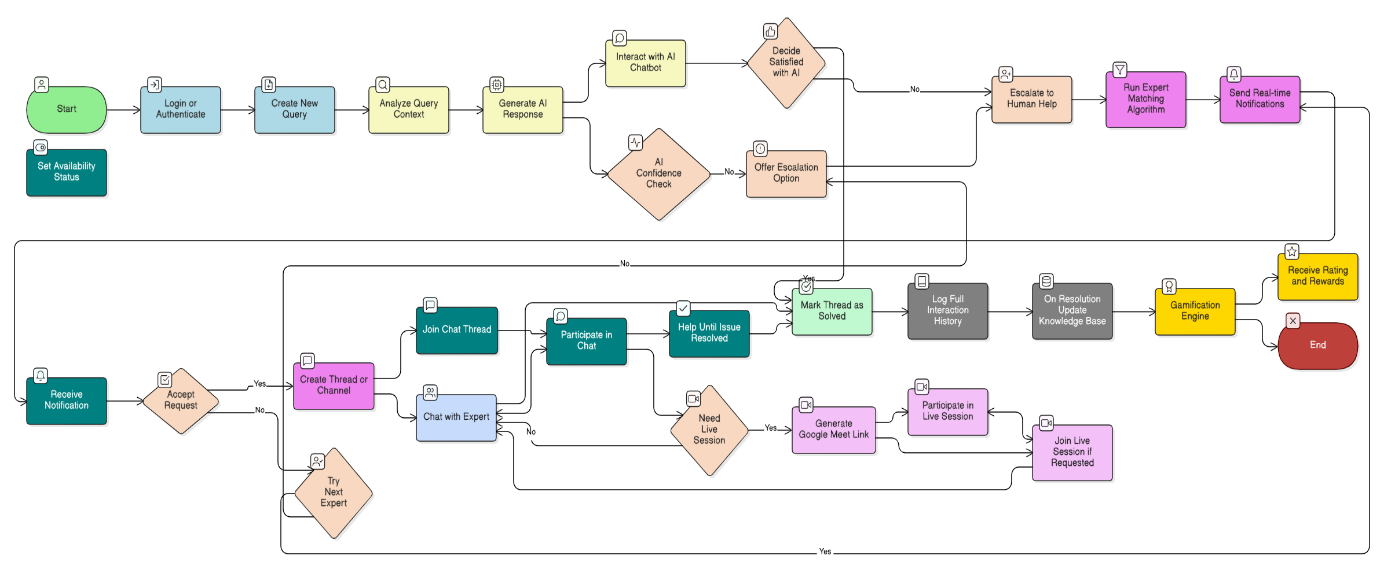 Start
Login or
Authenticate
Create New
Query
Analyze Query
Context
Generate AI
Response
Interact with AI
Chatbot
Decide
Satisfied
with AI
No
Escalate to
Human Help
Run Expert
Matching
Algorithm
Send Real-time
Notifications
Set Availability
Status
AI
Confidence
Check
No
Offer Escalation
Option
No
Yes
Mark Thread as
Solved
Log Full
Interaction
History
On Resolution
Update
Knowledge Base
Gamification
Engine
Receive Rating
and Rewards
End
Join Chat Thread
Participate in
Chat
Help Until Issue
Resolved
Receive
Notification
Accept
Request
Yes
No
Create Thread or
Channel
Chat with Expert
No
Need
Live
Session
Yes
Generate
Google Meet Link
Participate in
Live Session
Join Live
Session if
Requested
Try
Next
Expert
Yes